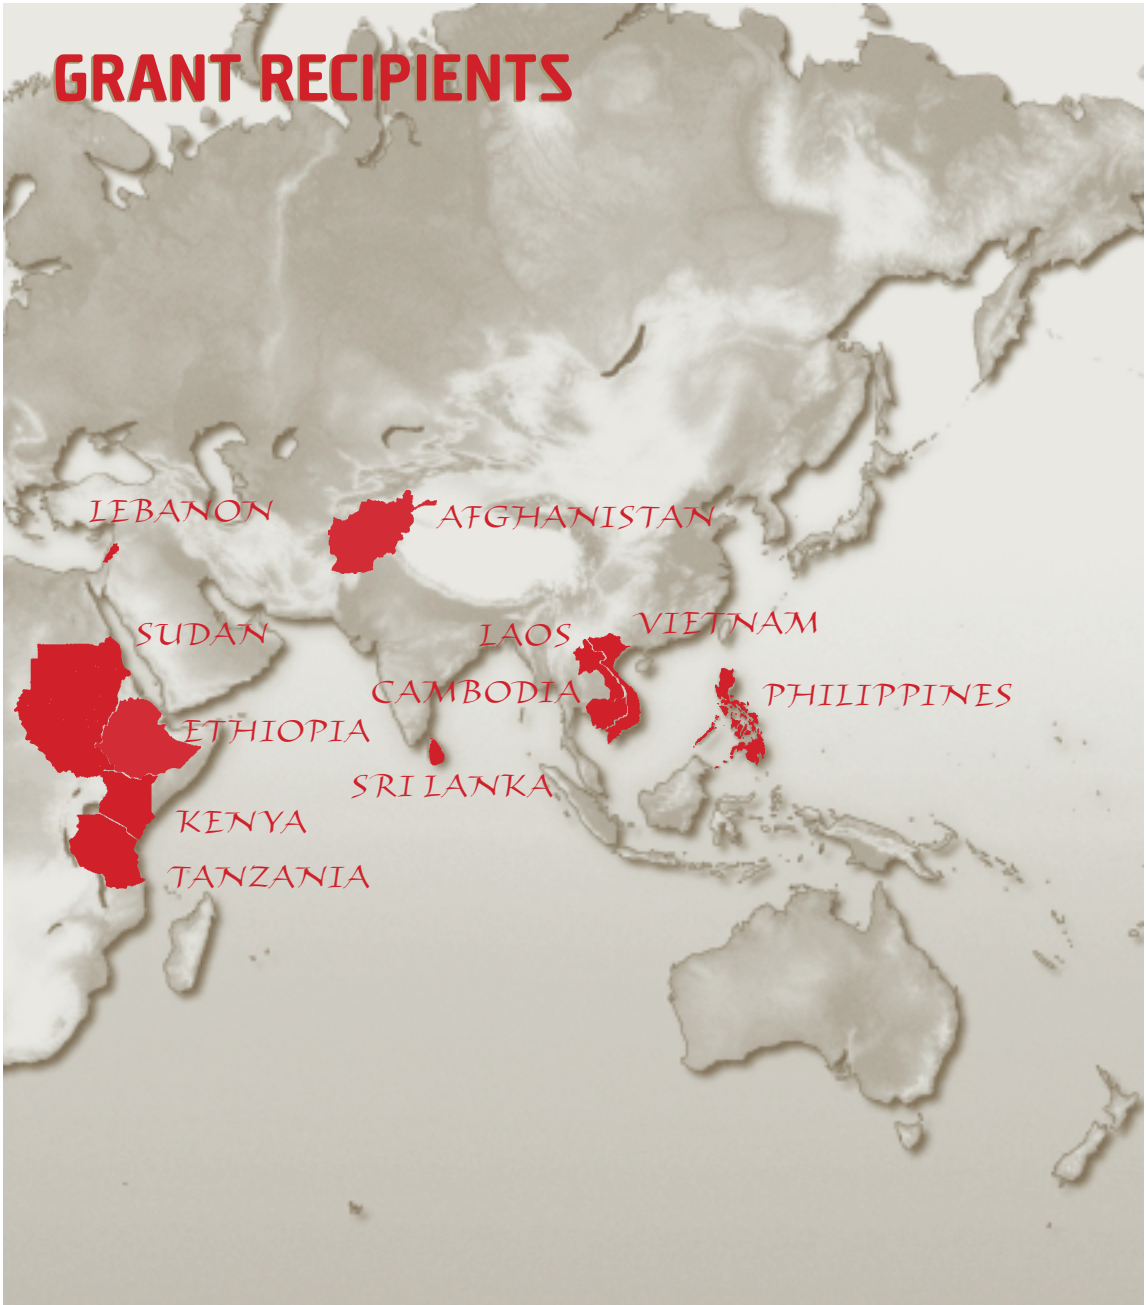 GRANT RECIPIENTS
LEBANON
AFGHANISTAN
SUDAN
LAOS
VIETNAM
CAMBODIA
PHILIPPINES
ETHIOPIA
SRI LANKA
KENYA
TANZANIA